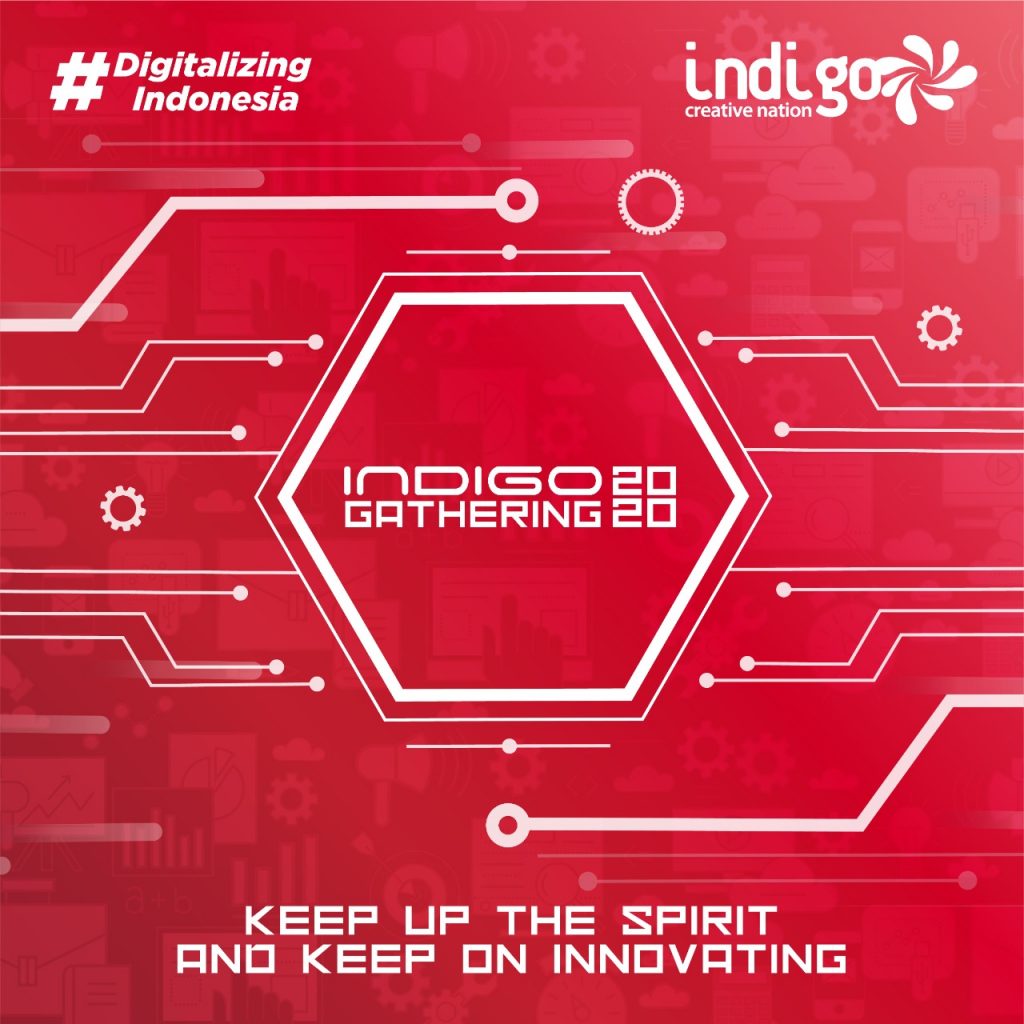 #Digitalizing
Indonesia
indigo
creative nation
INDIGO 20
GATHERING 20
a+b
a+b
KEEP UP THE SPIRIT
AND KEEP ON INNOVATING